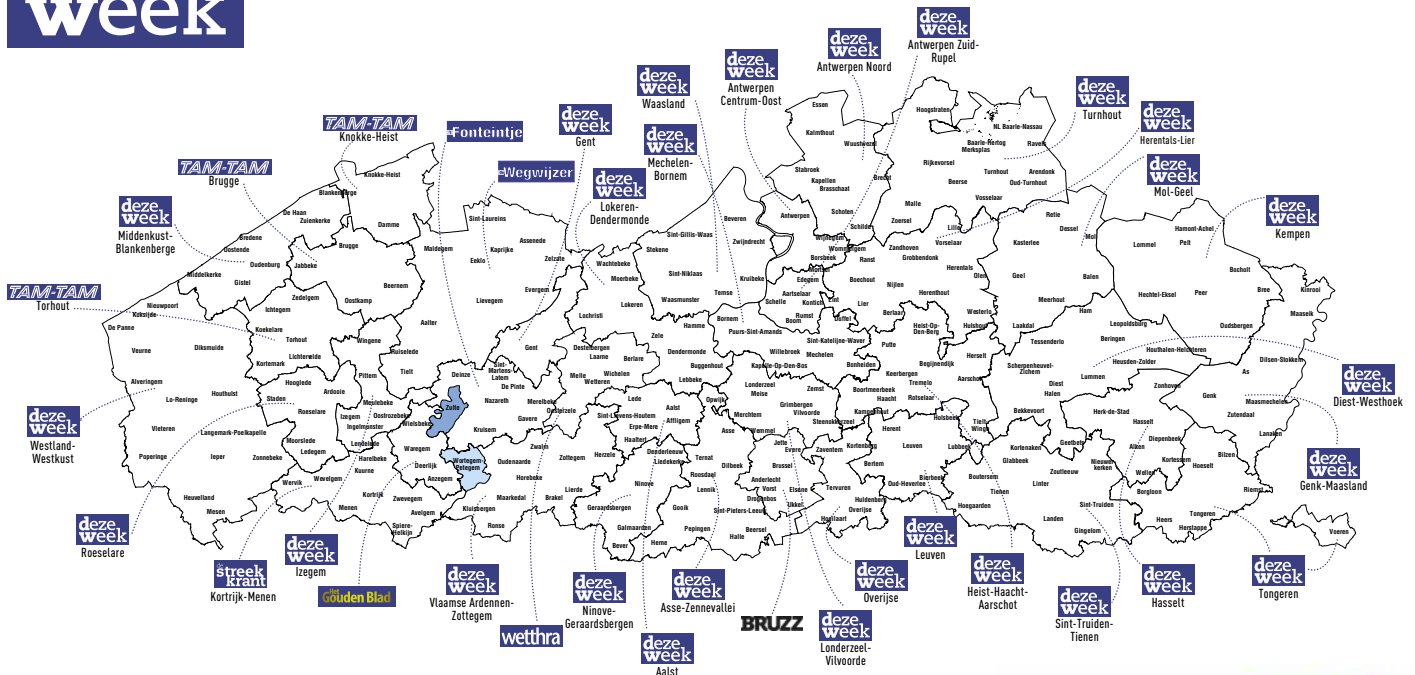 week
deze
week
Antwerpen Zuid-
Rupel
deze
week
Antwerpen Noord
deze
week
Antwerpen
Centrum-Oost
deze
week
Waasland
deze
week
Turnhout
deze
week
Herentals-Lier
deze
week
Mol-Geel
deze
week
Kempen
deze
week
Gent
deze
week
Mechelen-
Bornem
deze
week
Lokeren-
Dendermonde
TAM-TAM
Knokke-Heist
Fonteintje
Wegwijzer
TAM-TAM
Brugge
deze
week
Middenkust-
Blankenberge
TAM-TAM
Torhout
Essen
Kalmthout
Wuustwezel
Hoogstraten
NL Baarle-Nassau
Baarle-Hertog
Merksplas
Ravels
Rijkevorsel
Turnhout
Arendonk
Oud-Turnhout
Beerse
Vosselaar
Stabroek
Kapellen
Brasschaat
Brecht
Malle
Zoersel
Antwerpen
Schoten
Schilde
Wijnegem
Wommelgem
Borsbeek
Mortsel
Ranst
Edegem
Aartselaar
Kontich
Lint
Boechout
Schelle
Rumst
Boom
Duffel
Lier
Nijlen
Berlaar
Zandhoven
Grobbendonk
Vorselaar
Lille
Herentals
Olen
Herenthout
Westerlo
Hulshout
Heist-Op-
Den-Berg
Putte
Retie
Dessel
Mol
Kasterlee
Geel
Balen
Meerhout
Ham
Laakdal
Tessenderlo
Lommel
Hamont-Achel
Pelt
Bocholt
Bree
Kinrooi
Maaseik
Hechtel-Eksel
Peer
Oudsbergen
Dilsen-Stokkem
Leopoldsburg
Beringen
Houthalen-Helchteren
Heusden-Zolder
Lummen
Zonhoven
As
Genk
Maasmechelen
Zutendaal
Lanaken
Knokke-Heist
Blankenberge
De Haan
Zuienkerke
Damme
Bredene
Oostende
Brugge
Oudenburg
Jabbeke
Middelkerke
Gistel
Zedelgem
Oostkamp
Beernem
Nieuwpoort
Koksijde
De Panne
Ichtegem
Koekelare
Torhout
Wingene
Veurne
Diksmuide
Lichtervelde
Kortemark
Ruiselede
Tielt
Pittem
Alveringem
Lo-Reninge
Houthulst
Hooglede
Staden
Ardooie
Roeselare
Meulebeke
Izegem
Ingelmunster
Oostrozebeke
Wielsbeke
Vleteren
Langemark-Poelkapelle
Moorslede
Ledegem
Lendelede
Poperinge
Ieper
Zonnebeke
Harelbeke
Kuurne
Waregem
Deerlijk
Anzegem
Wervik
Wevelgem
Kortrijk
Zwevegem
Menen
Avelgem
Spiere-
Helkijn
Heuvelland
Mesen
Sint-Laureins
Maldegem
Assenede
Kaprijke
Eeklo
Zelzate
Evergem
Lievegem
Aalter
Gent
Sint-
Martens-
Latem
De Pinte
Deinze
Nazareth
Merelbeke
Gavere
Oosterzele
Zulte
Kruisem
Wortegem-
Petegem
Oudenaarde
Zwalm
Zottegem
Horebeke
Maarkedal
Brakel
Kluisbergen
Ronse
Lierde
Beveren
Zwijndrecht
Sint-Gillis-Waas
Stekene
Sint-Niklaas
Kruibeke
Temse
Waasmunster
Wachtebeke
Moerbeke
Lokeren
Lochristi
Hamme
Zele
Destelbergen
Laarne
Berlare
Melle
Wetteren
Wichelen
Dendermonde
Buggenhout
Lebbeke
Lede
Sint-Lievens-Houtem
Erpe-Mere
Aalst
Affligem
Haaltert
Herzele
Denderleeuw
Liedekerke
Ninove
Geraardsbergen
Bornem
Puurs-Sint-Amands
Willebroek
Sint-Katelijne-Waver
Mechelen
Bonheiden
Kapelle-Op-Den-Bos
Londerzeel
Meise
Zemst
Opwijk
Merchtem
Grimbergen
Vilvoorde
Steenokkerzeel
Kampenhout
Boortmeerbeek
Haacht
Keerbergen
Tremelo
Rotselaar
Begijnendijk
Herselt
Aarschot
Asse
Wemmel
Jette
Evere
Zaventem
Kortenberg
Herent
Leuven
Holsbeek
Lubbeek
Tielt-
Winge
Ternat
Roosdaal
Dilbeek
Brussel
Anderlecht
Vorst
Elsene
Ukkel
Drogenbos
Lennik
Gooik
Sint-Pieters-Leeuw
Galmaarden
Bever
Herne
Pepingen
Halle
Beersel
Hoeilaart
Tervuren
Overijse
Huldenberg
Bertem
Oud-Heverlee
Bierbeek
Boutersem
Tienen
Hoegaarden
Scherpenheuvel-
Zichem
Diest
Halen
Bekkevoort
Kortenaken
Glabbeek
Geetbets
Zoutleeuw
Linter
Landen
Nieuwer-
kerken
Sint-Truiden
Gingelom
Herk-de-Stad
Hasselt
Alken
Diepenbeek
Wellen
Kortessem
Hoeselt
Bilzen
Borgloon
Riemst
Tongeren
Heers
Herstappe
Voeren
deze
week
Westland-
Westkust
deze
week
Roeselare
de
streek
krant
Kortrijk-Menen
deze
week
Izegem
Het
Gouden Blad
deze
week
Vlaamse Ardennen-
Zottegem
wetthra
deze
week
Ninove-
Geraardsbergen
deze
week
Aalst
deze
week
Asse-Zennevallei
BRUZZ
deze
week
Londerzeel-
Vilvoorde
deze
week
Overijse
deze
week
Leuven
deze
week
Heist-Haacht-
Aarschot
deze
week
Sint-Truiden-
Tienen
deze
week
Hasselt
deze
week
Tongeren
deze
week
Genk-Maasland
deze
week
Diest-Westhoek